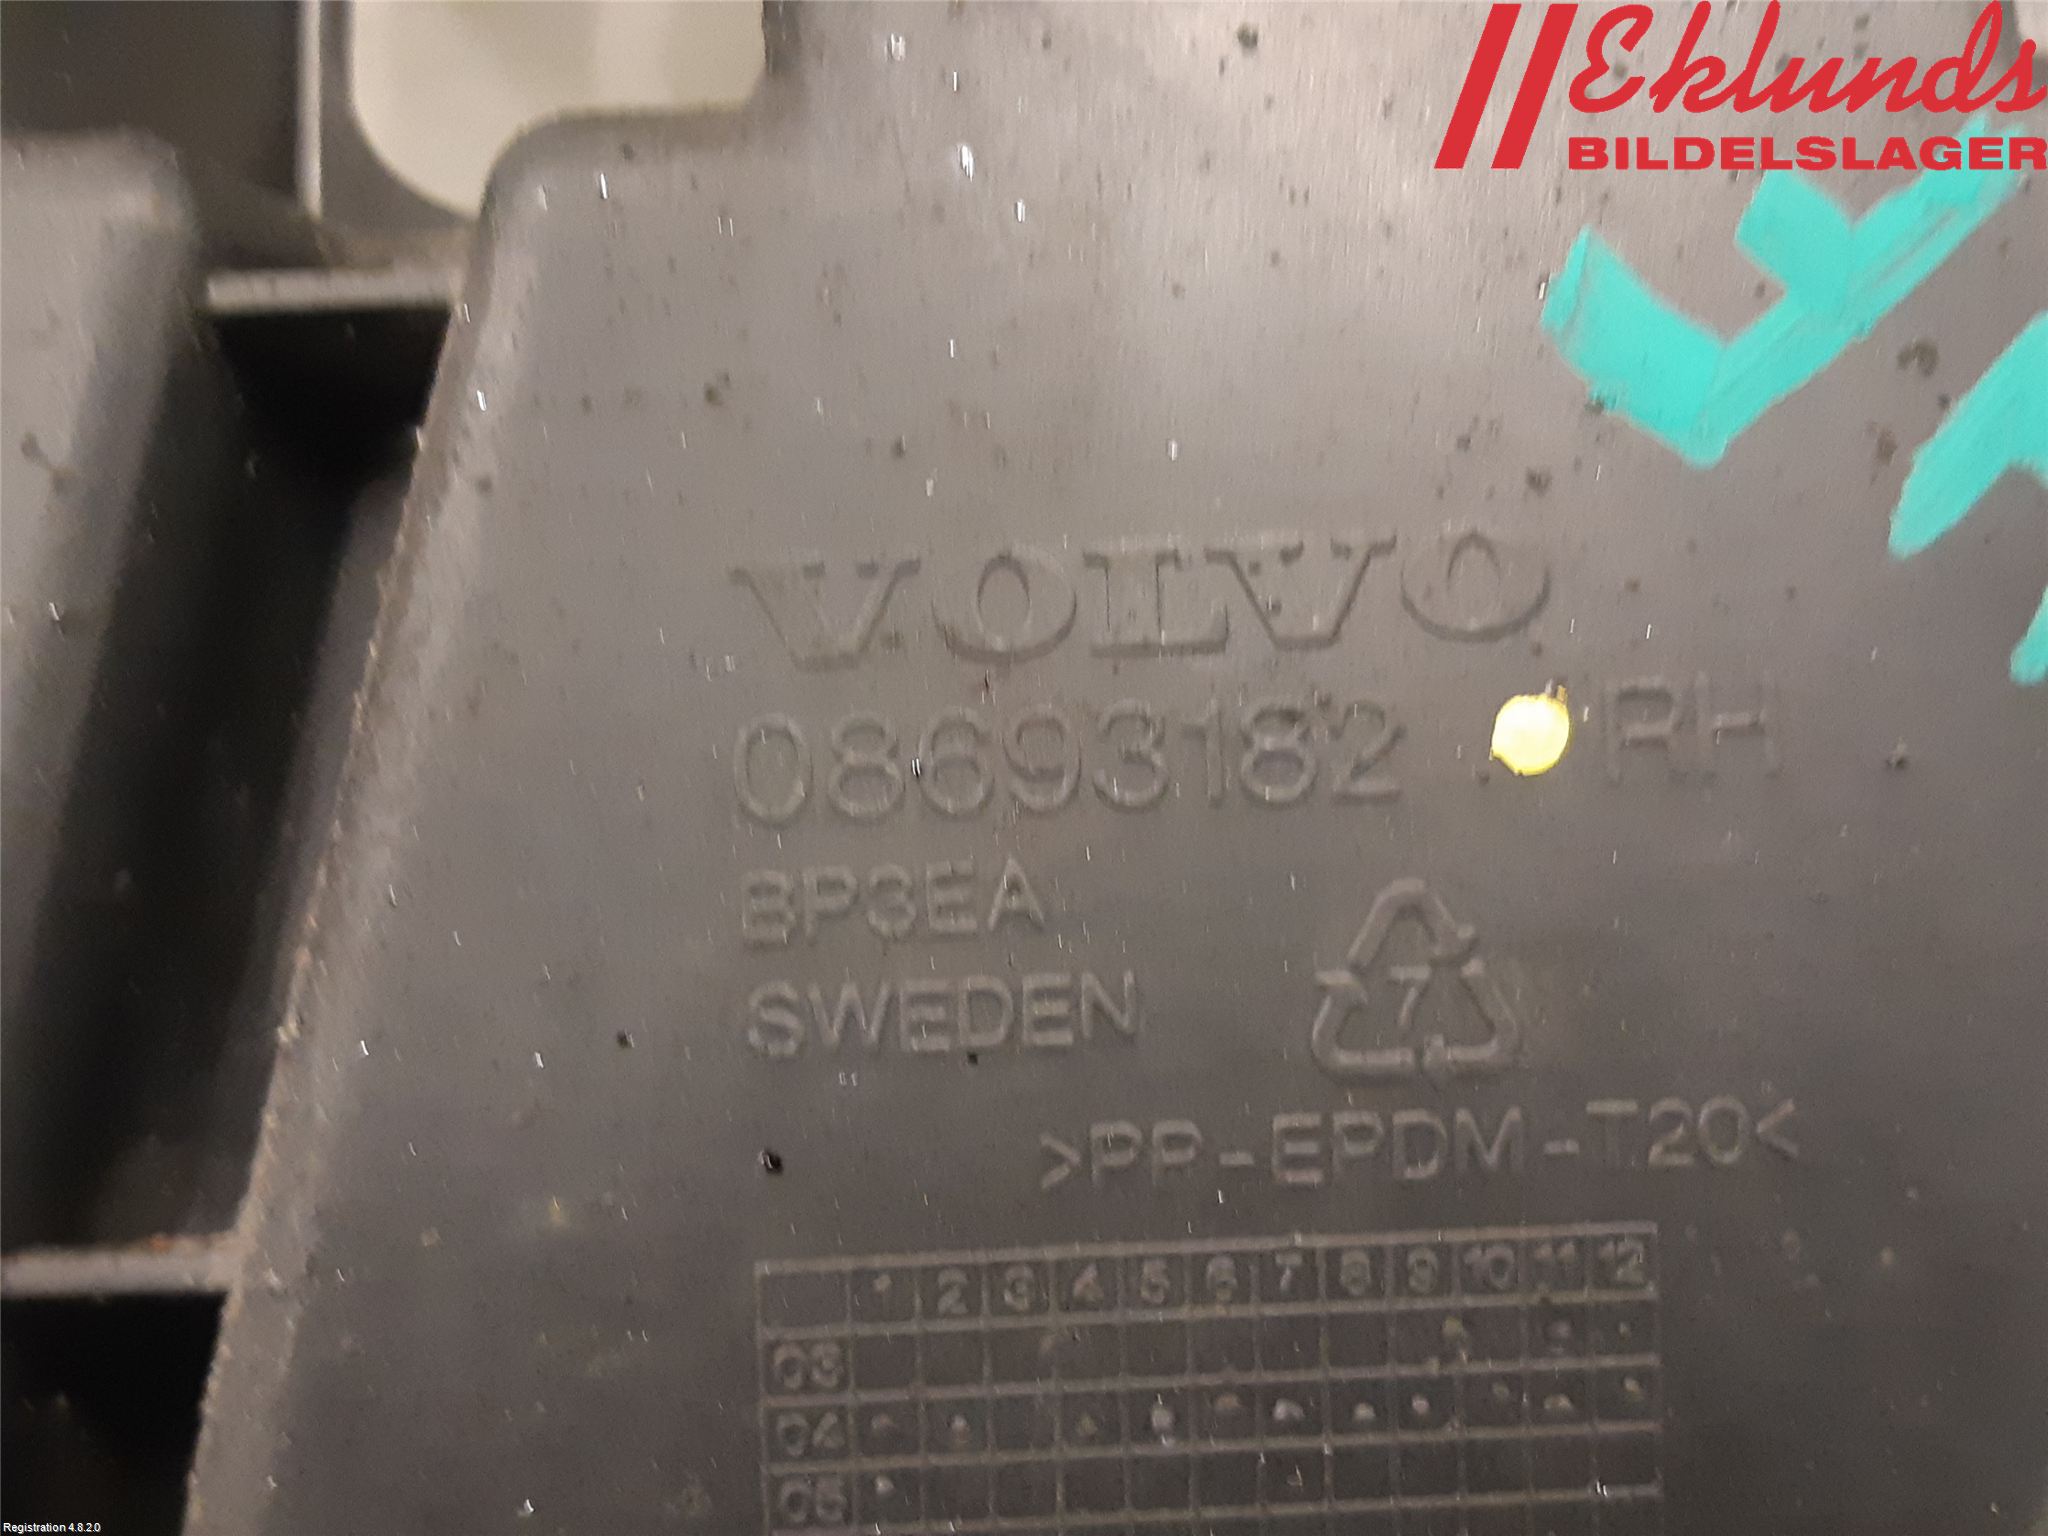 Eklunds
BILDELSLAGER
VOLVO
08693182 RH
BP3EA
SWEDEN
7
>PP-EPDM-T20<
1 2 3 4 5 6 7 8 9 10 11 12
03
04
05
Registration 4.8.2.0